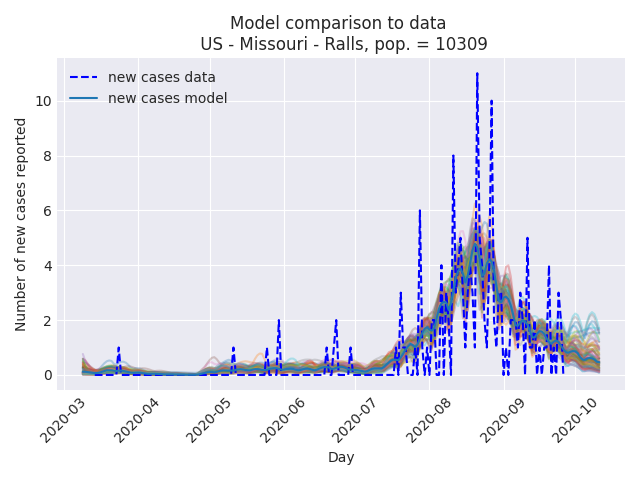 Model comparison to data
US - Missouri - Ralls, pop. = 10309
new cases data
new cases model
Number of new cases reported
10
8
6
4
2
0
2020-03
2020-04
2020-05
2020-06
2020-07
2020-08
2020-09
2020-10
Day